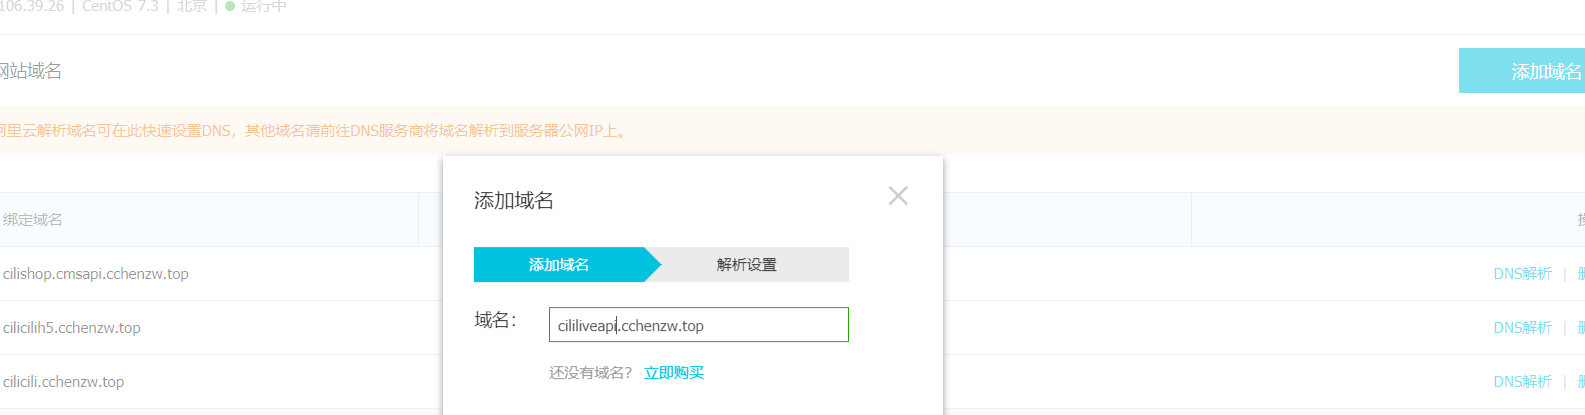 106.39.26 | CentOS 7.3 | 北京 | 运行中
网站域名
添加域名
阿里云解析域名可在此快速设置DNS，其他域名请前往DNS服务商将域名解析到服务器公网IP上。
添加域名
绑定域名
添加域名 解析设置
cilishop.cmsapi.cchenzw.top
DNS解析 |
域名：
cililiveapi.cchenzw.top
cilicilih5.cchenzw.top
DNS解析 |
还没有域名？ 立即购买
cilicili.cchenzw.top
DNS解析 |